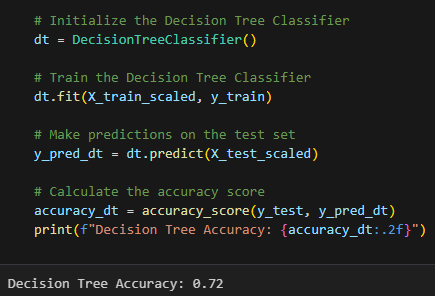 # Initialize the Decision Tree Classifier
dt = DecisionTreeClassifier()
# Train the Decision Tree Classifier
dt.fit(X_train_scaled, y_train)
# Make predictions on the test set
y_pred_dt = dt.predict(X_test_scaled)
# Calculate the accuracy score
accuracy_dt = accuracy_score(y_test, y_pred_dt)
print(f"Decision Tree Accuracy: {accuracy_dt:.2f}")
Decision Tree Accuracy: 0.72